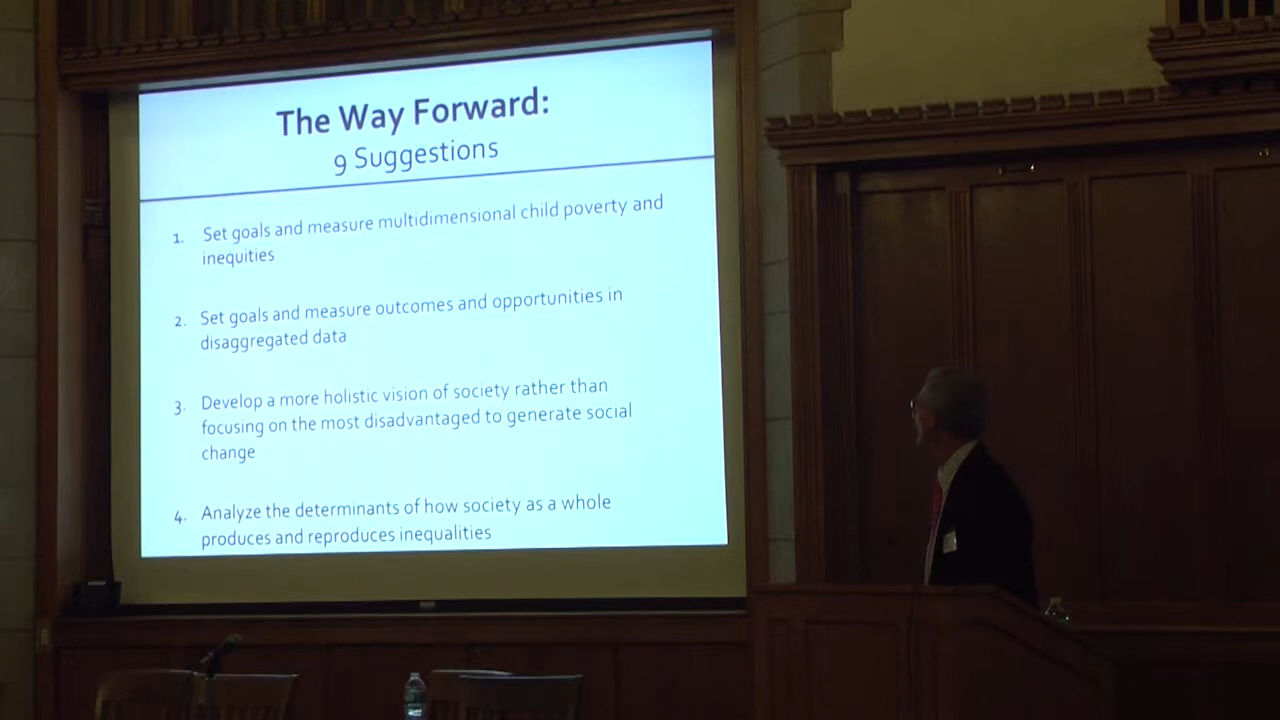 The Way Forward:
9 Suggestions
1. Set goals and measure multidimensional child poverty and
inequities
2. Set goals and measure outcomes and opportunities in
disaggregated data
3. Develop a more holistic vision of society rather than
focusing on the most disadvantaged to generate social
change
4. Analyze the determinants of how society as a whole
produces and reproduces inequalities